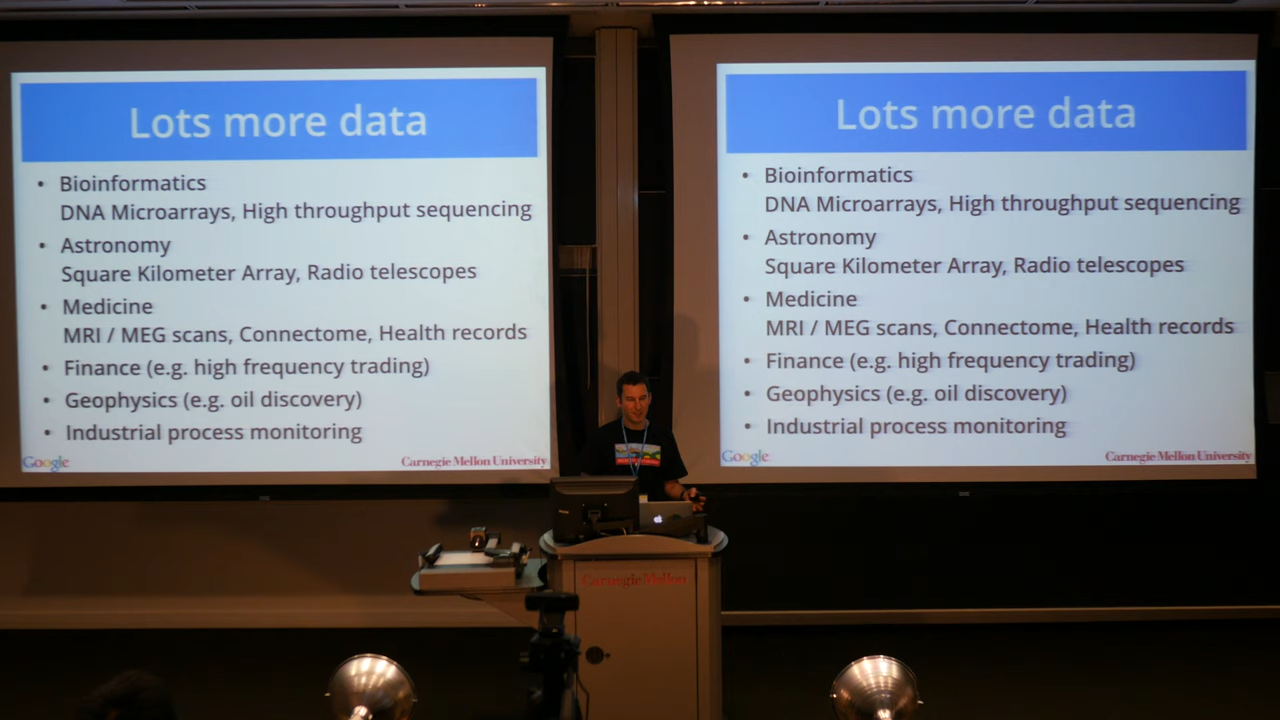 Lots more data
• Bioinformatics
DNA Microarrays, High throughput sequencing
• Astronomy
Square Kilometer Array, Radio telescopes
• Medicine
MRI / MEG scans, Connectome, Health records
• Finance (e.g. high frequency trading)
• Geophysics (e.g. oil discovery)
• Industrial process monitoring
Google
Carnegie Mellon University
Lots more data
• Bioinformatics
DNA Microarrays, High throughput sequencing
• Astronomy
Square Kilometer Array, Radio telescopes
• Medicine
MRI / MEG scans, Connectome, Health records
• Finance (e.g. high frequency trading)
• Geophysics (e.g. oil discovery)
• Industrial process monitoring
Google
Carnegie Mellon University
Carnegie Mellon